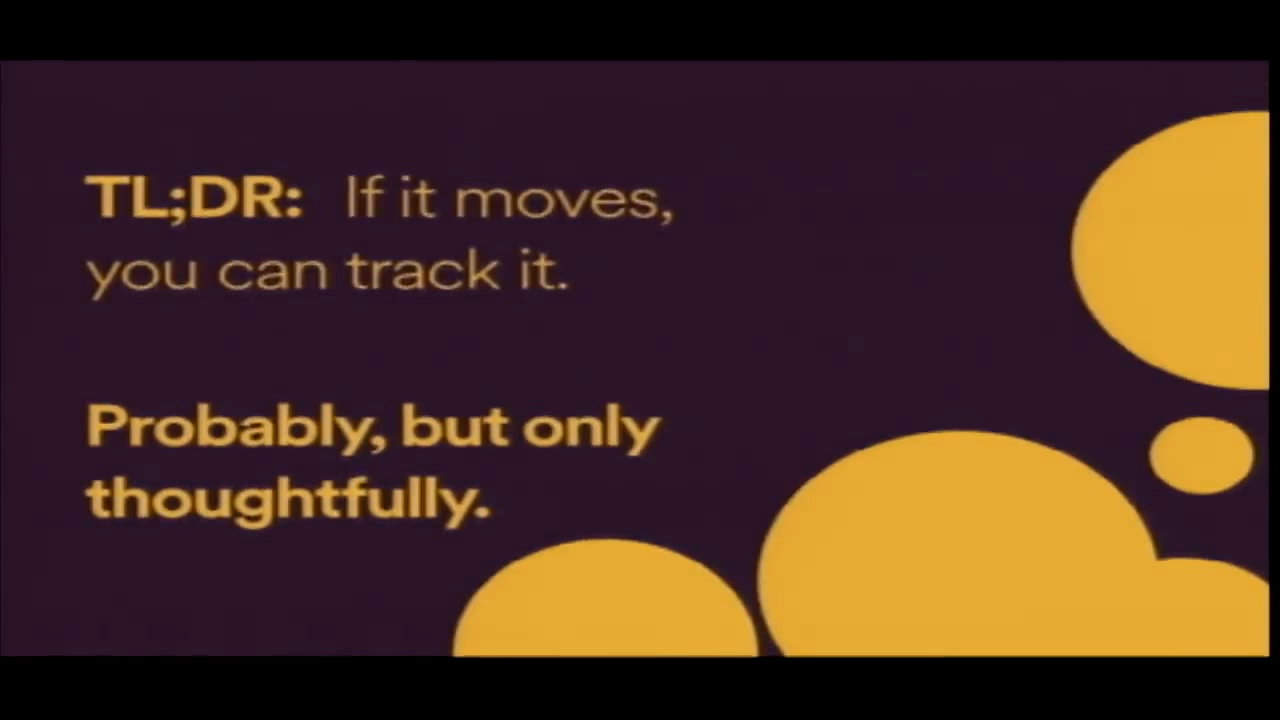 TL;DR: If it moves,
you can track it.
Probably, but only
thoughtfully.